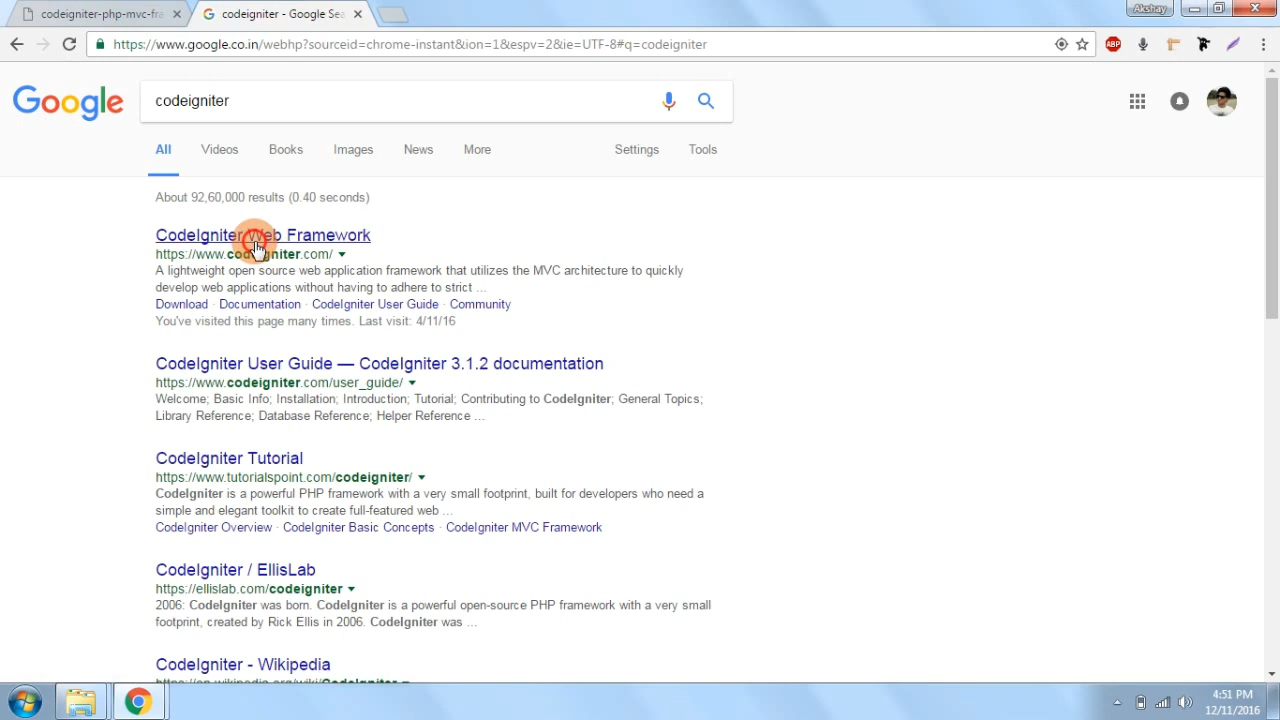 codeigniter-php-mvc-fra
codeigniter - Google Sea
Akshay
https://www.google.co.in/webhp?sourceid=chrome-instant&ion=1&espv=2&ie=UTF-8#q=codeigniter
ABP
Google
codeigniter
All Videos Books Images News More Settings Tools
About 92,60,000 results (0.40 seconds)
CodeIgniter Web Framework
https://www.codeigniter.com/
A lightweight open source web application framework that utilizes the MVC architecture to quickly
develop web applications without having to adhere to strict ...
Download · Documentation · CodeIgniter User Guide · Community
You've visited this page many times. Last visit: 4/11/16
CodeIgniter User Guide — CodeIgniter 3.1.2 documentation
https://www.codeigniter.com/user_guide/
Welcome; Basic Info; Installation; Introduction; Tutorial; Contributing to CodeIgniter; General Topics;
Library Reference; Database Reference; Helper Reference ...
CodeIgniter Tutorial
https://www.tutorialspoint.com/codeigniter/
CodeIgniter is a powerful PHP framework with a very small footprint, built for developers who need a
simple and elegant toolkit to create full-featured web ...
CodeIgniter Overview · CodeIgniter Basic Concepts · CodeIgniter MVC Framework
CodeIgniter / EllisLab
https://ellislab.com/codeigniter
2006: CodeIgniter was born. CodeIgniter is a powerful open-source PHP framework with a very small
footprint, created by Rick Ellis in 2006. CodeIgniter was ...
CodeIgniter - Wikipedia
https://en.wikipedia.org/wiki/CodeIgniter
4:51 PM
12/11/2016